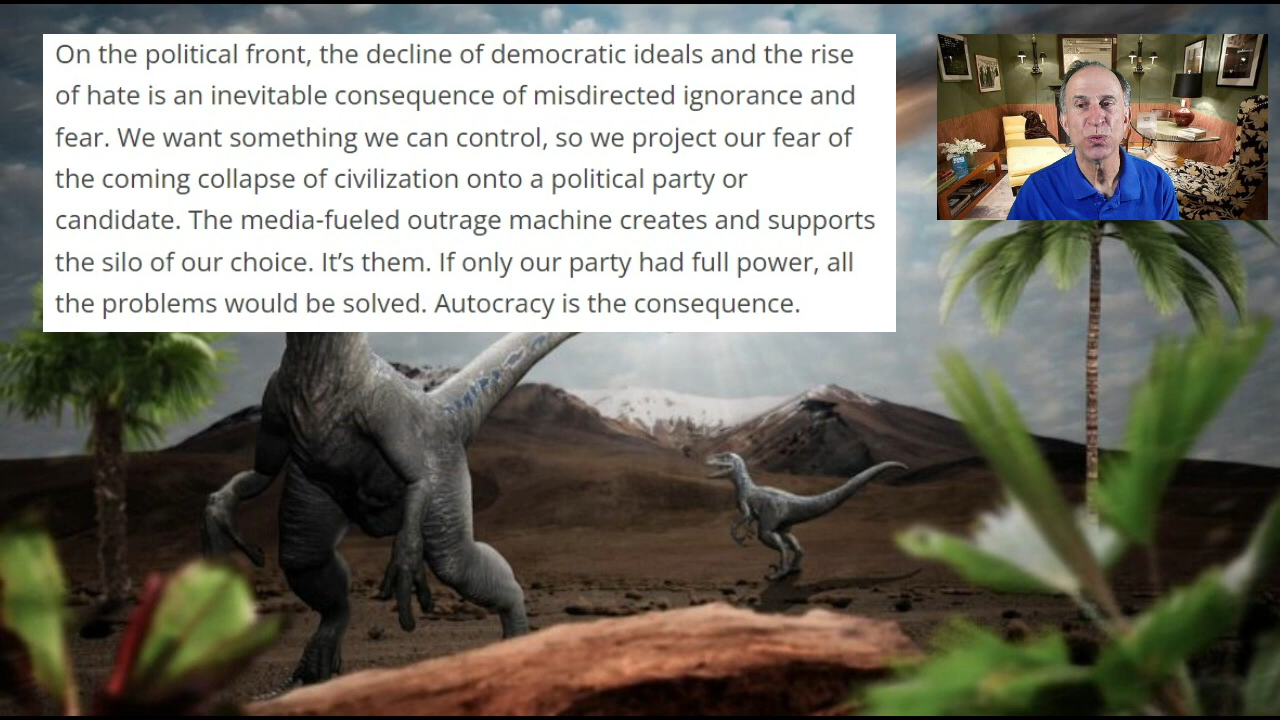 On the political front, the decline of democratic ideals and the rise
of hate is an inevitable consequence of misdirected ignorance and
fear. We want something we can control, so we project our fear of
the coming collapse of civilization onto a political party or
candidate. The media-fueled outrage machine creates and supports
the silo of our choice. It’s them. If only our party had full power, all
the problems would be solved. Autocracy is the consequence.